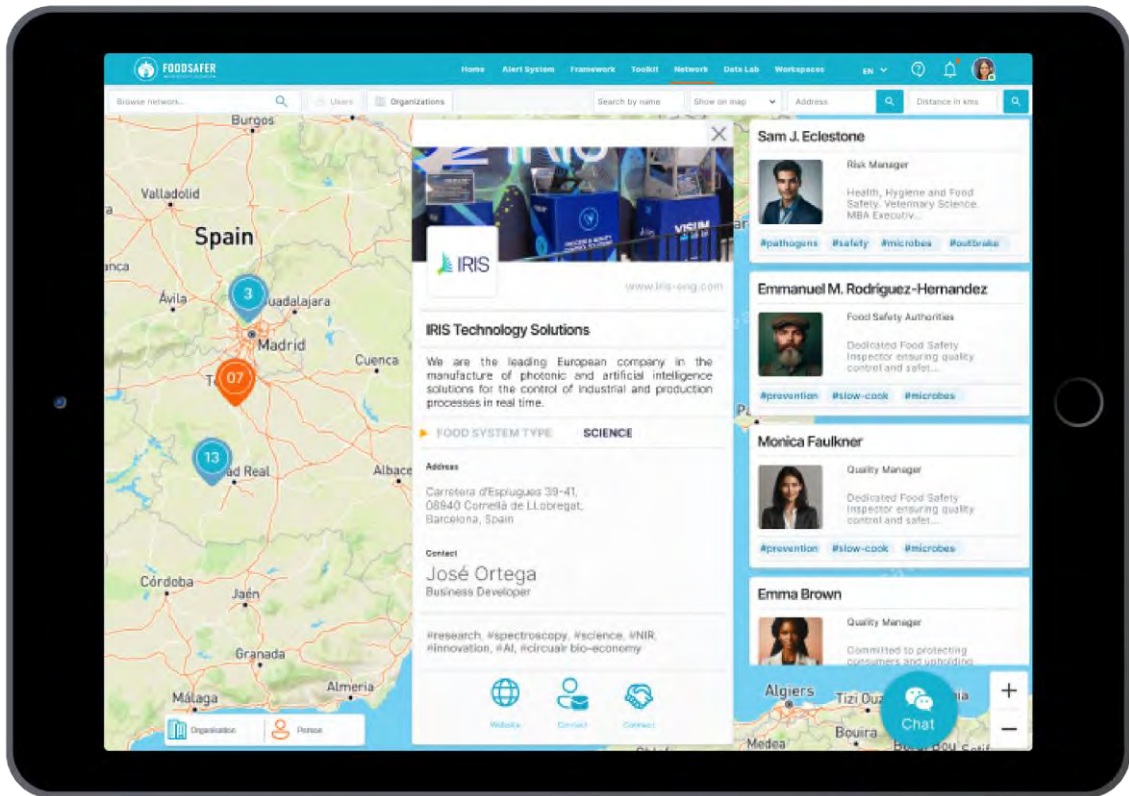 FOODSAFER
Home Alert System Framework Toolkit Network Data Lab Workspaces EN
Browse network... Users Organizations Search by name Show on map Address Distance in kms
Burgos
Valladolid
Spain
Ávila
Guadalajara
3
Madrid
Cuenca
07
13
Albace
Córdoba
Jaén
Granada
Málaga
Almería
Organisation Person
IRIS
VISUM
IRIS
www.iris-eng.com
IRIS Technology Solutions
We are the leading European company in the
manufacture of photonic and artificial intelligence
solutions for the control of industrial and production
processes in real time.
FOOD SYSTEM TYPE SCIENCE
Address
Carretera d'Esplugues 39-41,
08940 Cornellà de LLobregat,
Barcelona, Spain
Contact
José Ortega
Business Developer
#research, #spectroscopy, #science, #NIR,
#innovation, #AI, #circualr bio-economy
Website Contact Connect
Sam J. Eclestone
Risk Manager
Health, Hygiene and Food
Safety. Veterinary Science.
MBA Executiv...
#pathogens #safety #microbes #outbrake
Emmanuel M. Rodríguez-Hernandez
Food Safety Authorities
Dedicated Food Safety
Inspector ensuring quality
control and safet...
#prevention #slow-cook #microbes
Monica Faulkner
Quality Manager
Dedicated Food Safety
Inspector ensuring quality
control and safet...
#prevention #slow-cook #microbes
Emma Brown
Quality Manager
Committed to protecting
consumers and upholding
Algiers
Tizi Ouz
Bouira
Medea
Chat
+
−